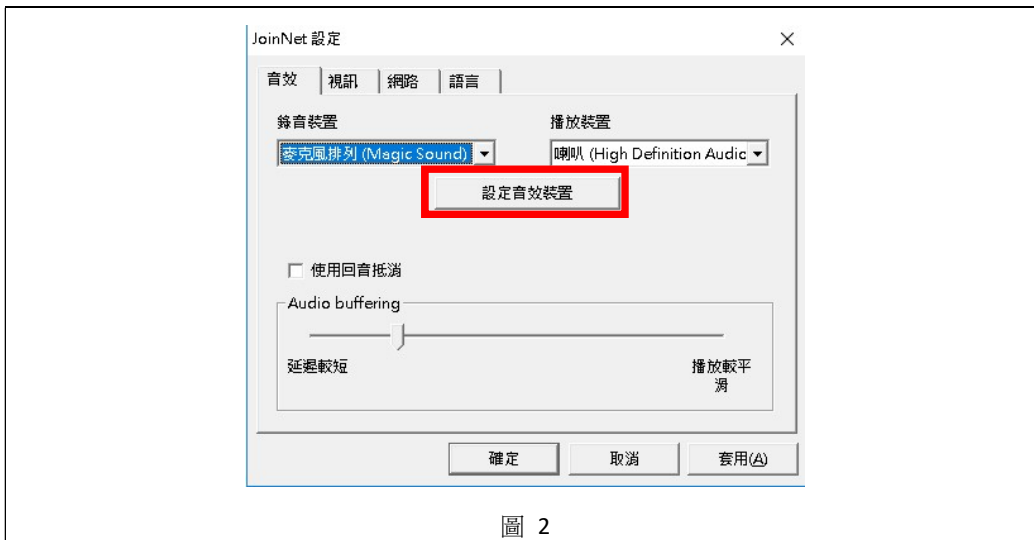 JoinNet 設定
音效 視訊 網路 語言
錄音裝置 播放裝置
麥克風排列 (Magic Sound) 喇叭 (High Definition Audic
設定音效裝置
使用回音抵消
Audio buffering
延遲較短 播放較平
滑
確定 取消 套用(A)
圖 2